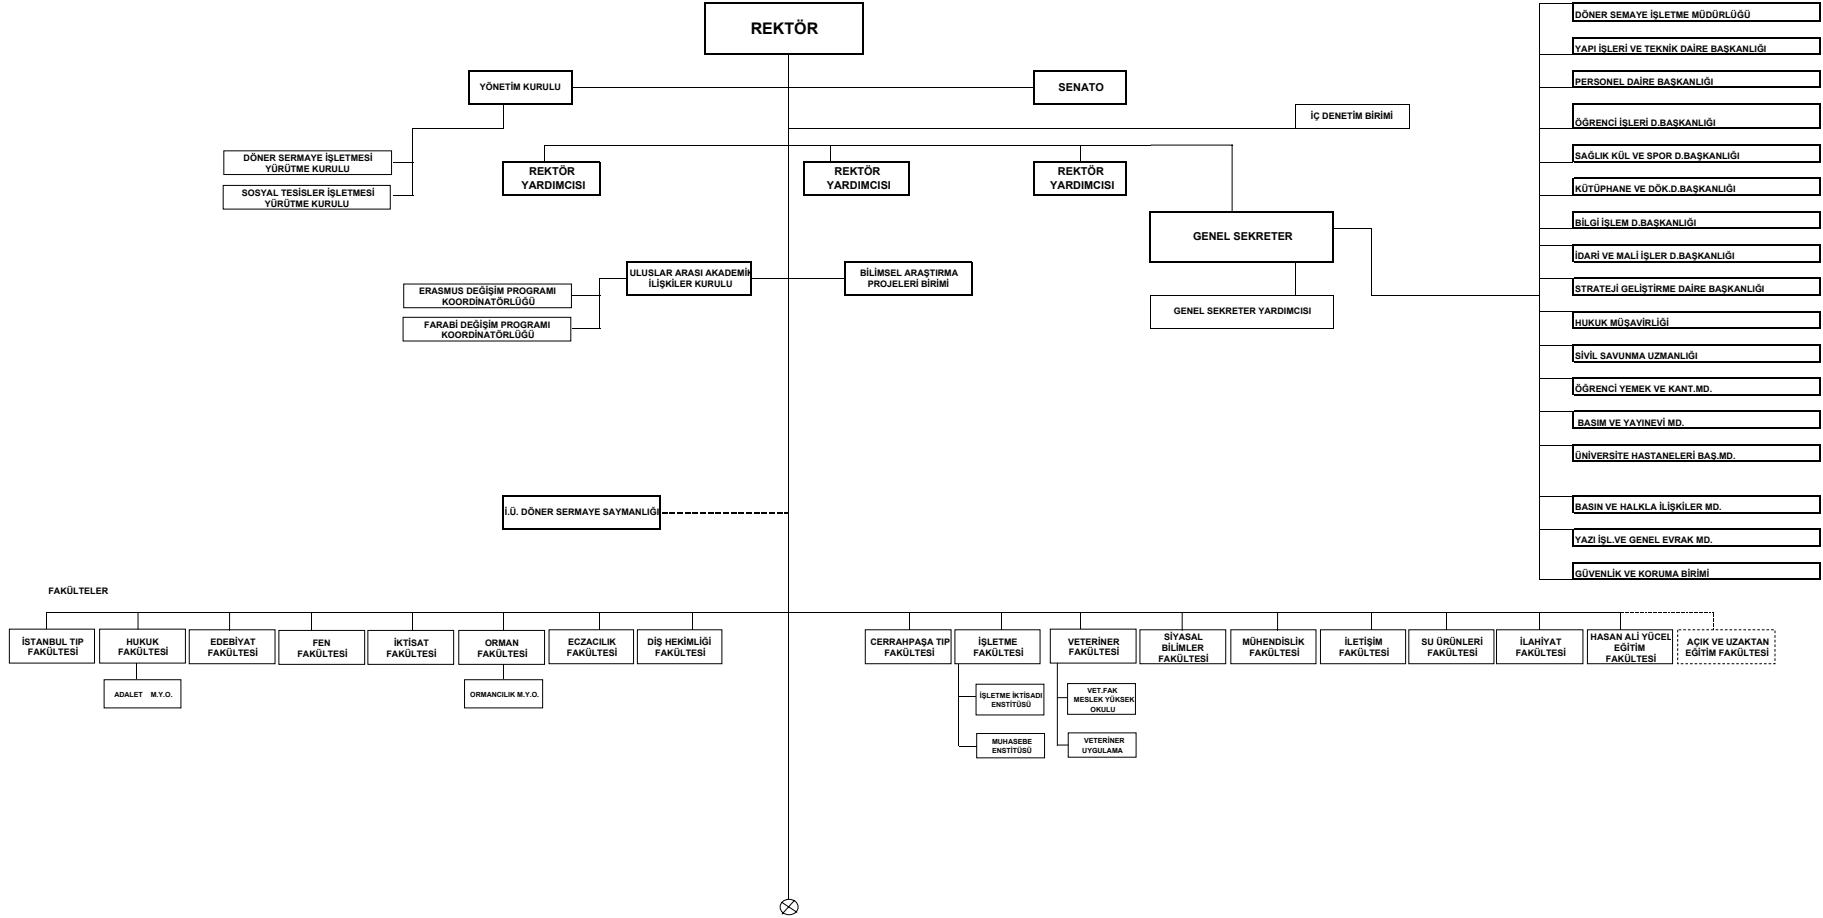 REKTÖR
YÖNETİM KURULU
SENATO
İÇ DENETİM BİRİMİ
DÖNER SERMAYE İŞLETMESİ
YÜRÜTME KURULU
SOSYAL TESİSLER İŞLETMESİ
YÜRÜTME KURULU
REKTÖR
YARDIMCISI
REKTÖR
YARDIMCISI
REKTÖR
YARDIMCISI
GENEL SEKRETER
GENEL SEKRETER YARDIMCISI
ULUSLAR ARASI AKADEMİK
İLİŞKİLER KURULU
BİLİMSEL ARAŞTIRMA
PROJELERİ BİRİMİ
ERASMUS DEĞİŞİM PROGRAMI
KOORDİNATÖRLÜĞÜ
FARABİ DEĞİŞİM PROGRAMI
KOORDİNATÖRLÜĞÜ
DÖNER SEMAYE İŞLETME MÜDÜRLÜĞÜ
YAPI İŞLERİ VE TEKNİK DAİRE BAŞKANLIĞI
PERSONEL DAİRE BAŞKANLIĞI
ÖĞRENCİ İŞLERİ D.BAŞKANLIĞI
SAĞLIK KÜL VE SPOR D.BAŞKANLIĞI
KÜTÜPHANE VE DÖK.D.BAŞKANLIĞI
BİLGİ İŞLEM D.BAŞKANLIĞI
İDARİ VE MALİ İŞLER D.BAŞKANLIĞI
STRATEJİ GELİŞTİRME DAİRE BAŞKANLIĞI
HUKUK MÜŞAVİRLİĞİ
SİVİL SAVUNMA UZMANLIĞI
ÖĞRENCİ YEMEK VE KANT.MD.
BASIM VE YAYINEVİ MD.
ÜNİVERSİTE HASTANELERİ BAŞ.MD.
BASIN VE HALKLA İLİŞKİLER MD.
YAZI İŞL.VE GENEL EVRAK MD.
GÜVENLİK VE KORUMA BİRİMİ
İ.Ü. DÖNER SERMAYE SAYMANLIĞI
FAKÜLTELER
İSTANBUL TIP
FAKÜLTESİ
HUKUK
FAKÜLTESİ
EDEBİYAT
FAKÜLTESİ
FEN
FAKÜLTESİ
İKTİSAT
FAKÜLTESİ
ORMAN
FAKÜLTESİ
ECZACILIK
FAKÜLTESİ
DİŞ HEKİMLİĞİ
FAKÜLTESİ
CERRAHPAŞA TIP
FAKÜLTESİ
İŞLETME
FAKÜLTESİ
VETERİNER
FAKÜLTESİ
SİYASAL
BİLİMLER
FAKÜLTESİ
MÜHENDİSLİK
FAKÜLTESİ
İLETİŞİM
FAKÜLTESİ
SU ÜRÜNLERİ
FAKÜLTESİ
İLAHİYAT
FAKÜLTESİ
HASAN ALİ YÜCEL
EĞİTİM
FAKÜLTESİ
AÇIK VE UZAKTAN
EĞİTİM FAKÜLTESİ
ADALET M.Y.O.
ORMANCILIK M.Y.O.
İŞLETME İKTİSADI
ENSTİTÜSÜ
VET.FAK
MESLEK YÜKSEK
OKULU
MUHASEBE
ENSTİTÜSÜ
VETERİNER
UYGULAMA